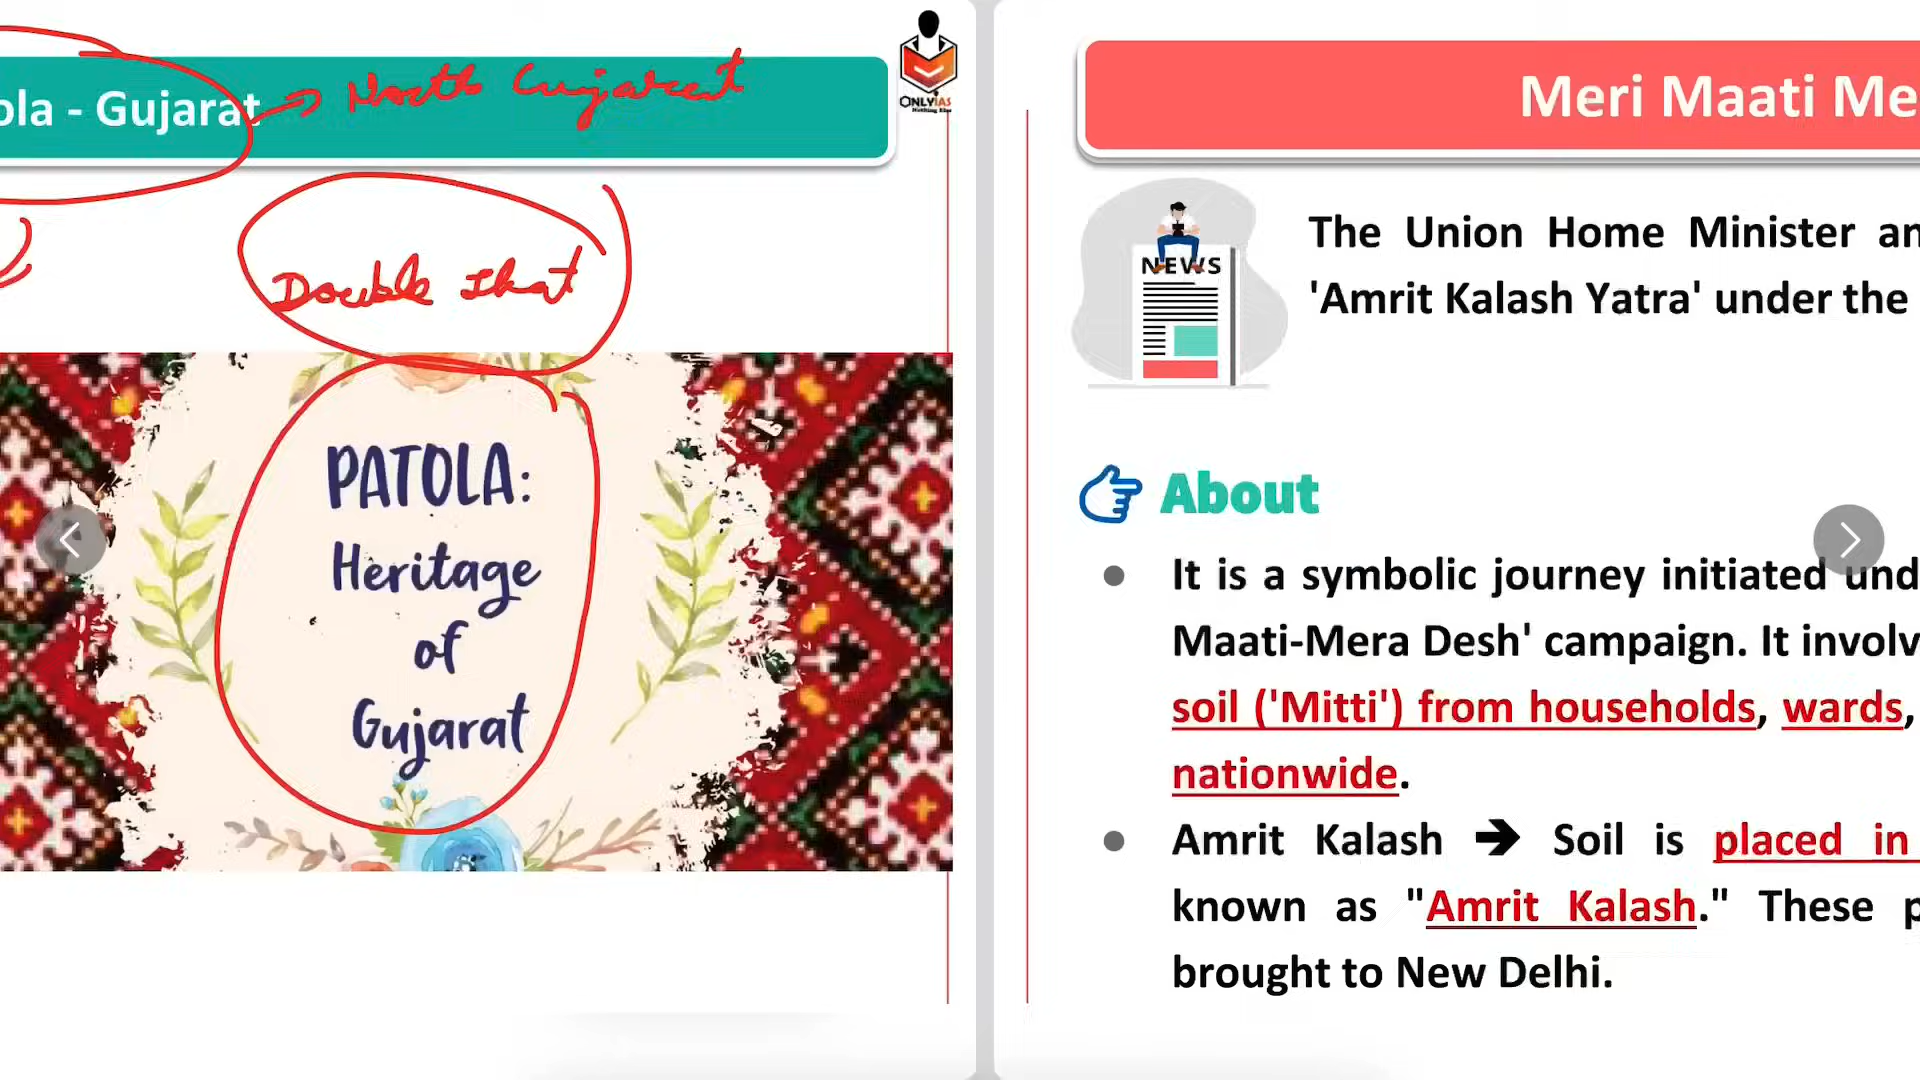 ola - Gujarat → North Gujarat
ONLYIAS
Nothing Else
Double Ikat
PATOLA:
Heritage
of
Gujarat
Meri Maati Me
NEWS
The Union Home Minister an
'Amrit Kalash Yatra' under the
About
• It is a symbolic journey initiated und
Maati-Mera Desh' campaign. It involv
soil ('Mitti') from households, wards,
nationwide.
• Amrit Kalash ➔ Soil is placed in
known as "Amrit Kalash." These p
brought to New Delhi.